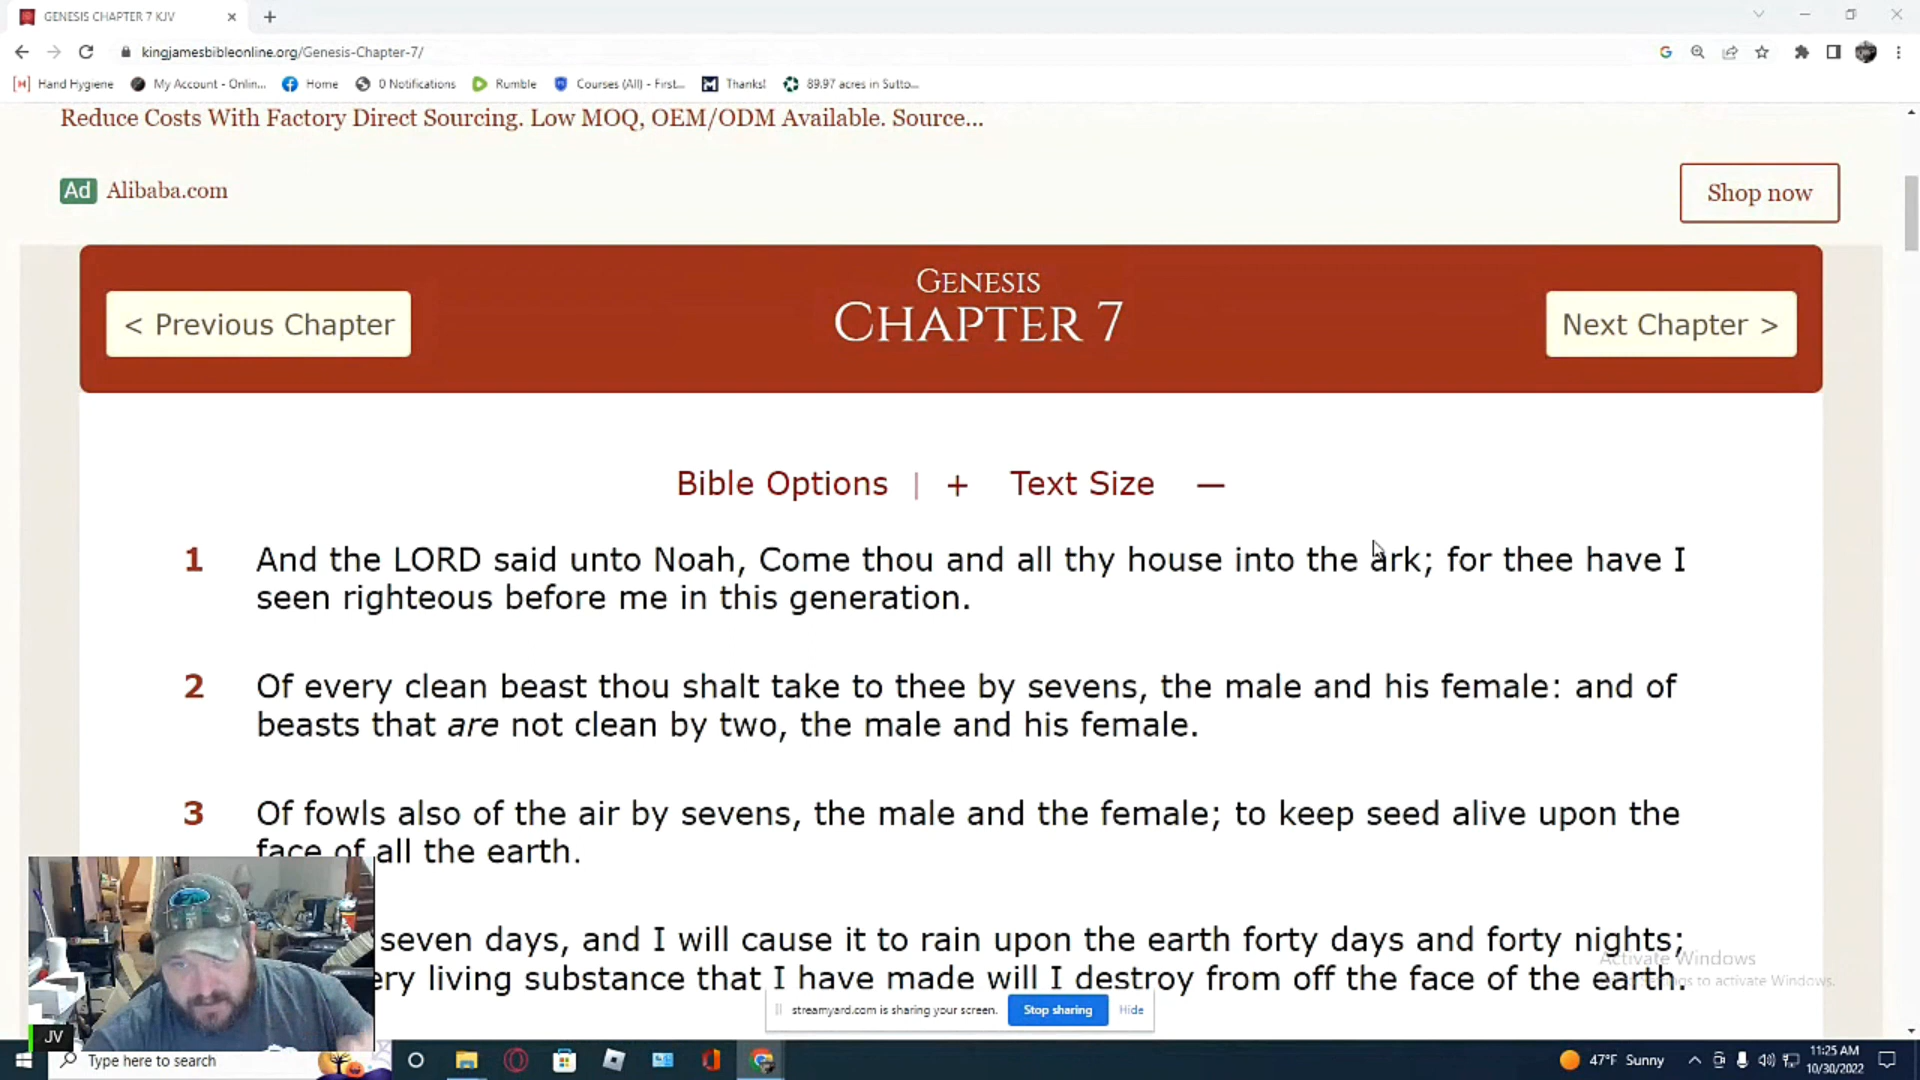 GENESIS CHAPTER 7 KJV
kingjamesbibleonline.org/Genesis-Chapter-7/
Hand Hygiene My Account - Onlin... Home 0 Notifications Rumble Courses (All) - First... Thanks! 89.97 acres in Sutto...
Reduce Costs With Factory Direct Sourcing. Low MOQ, OEM/ODM Available. Source...
Ad Alibaba.com
Shop now
GENESIS
CHAPTER 7
< Previous Chapter
Next Chapter >
Bible Options | + Text Size —
1 And the LORD said unto Noah, Come thou and all thy house into the ark; for thee have I
seen righteous before me in this generation.
2 Of every clean beast thou shalt take to thee by sevens, the male and his female: and of
beasts that are not clean by two, the male and his female.
3 Of fowls also of the air by sevens, the male and the female; to keep seed alive upon the
face of all the earth.
seven days, and I will cause it to rain upon the earth forty days and forty nights;
ery living substance that I have made will I destroy from off the face of the earth.
Activate Windows
to activate Windows.
streamyard.com is sharing your screen. Stop sharing Hide
JV
Type here to search
47°F Sunny
11:25 AM
10/30/2022